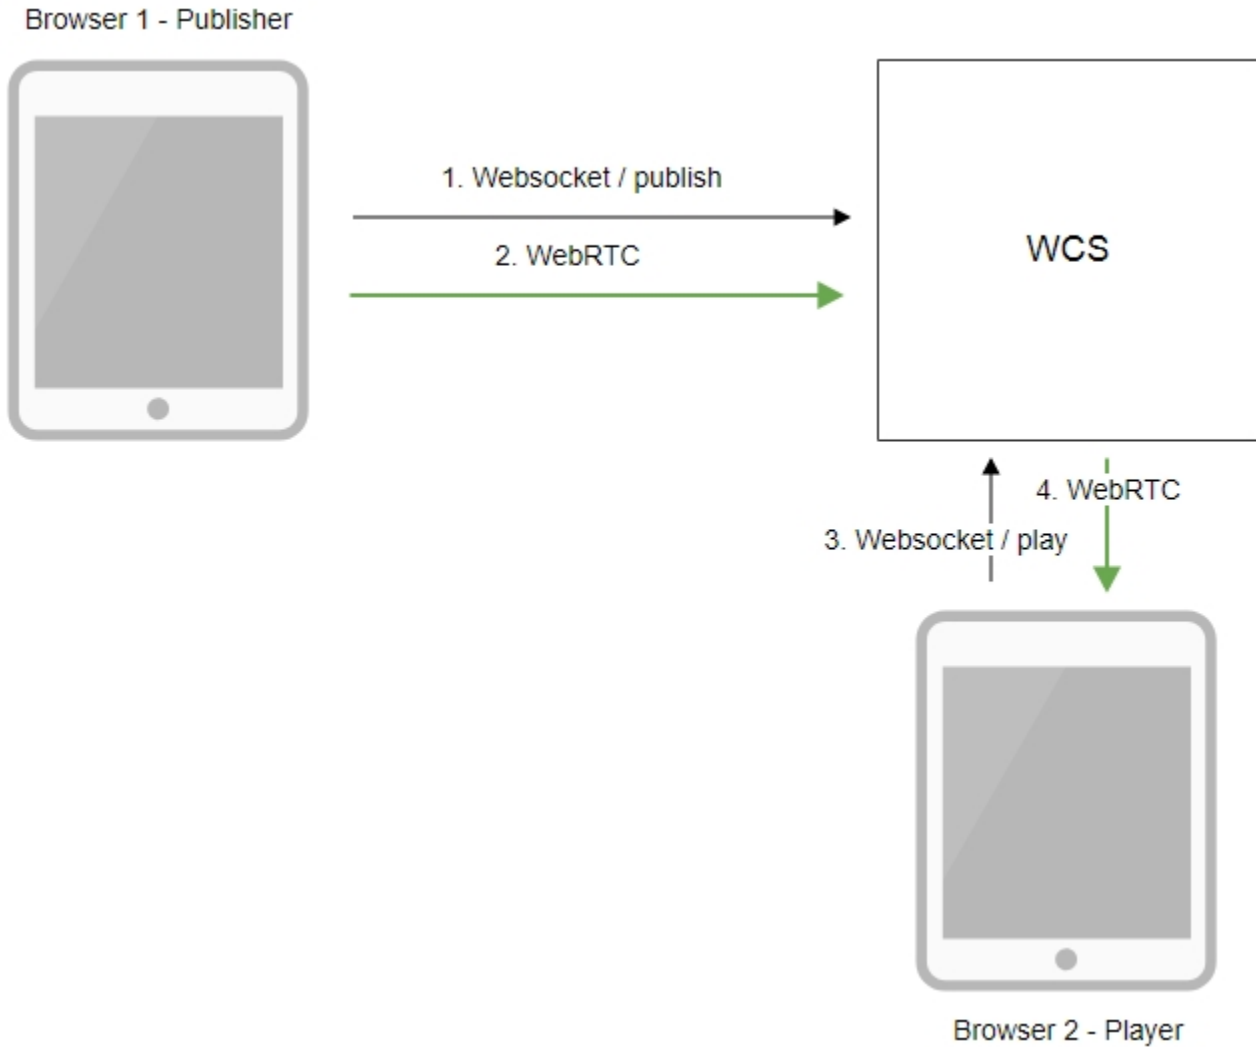 Browser 1 - Publisher
1. Websocket / publish
2. WebRTC
WCS
4. WebRTC
3. Websocket / play
Browser 2 - Player